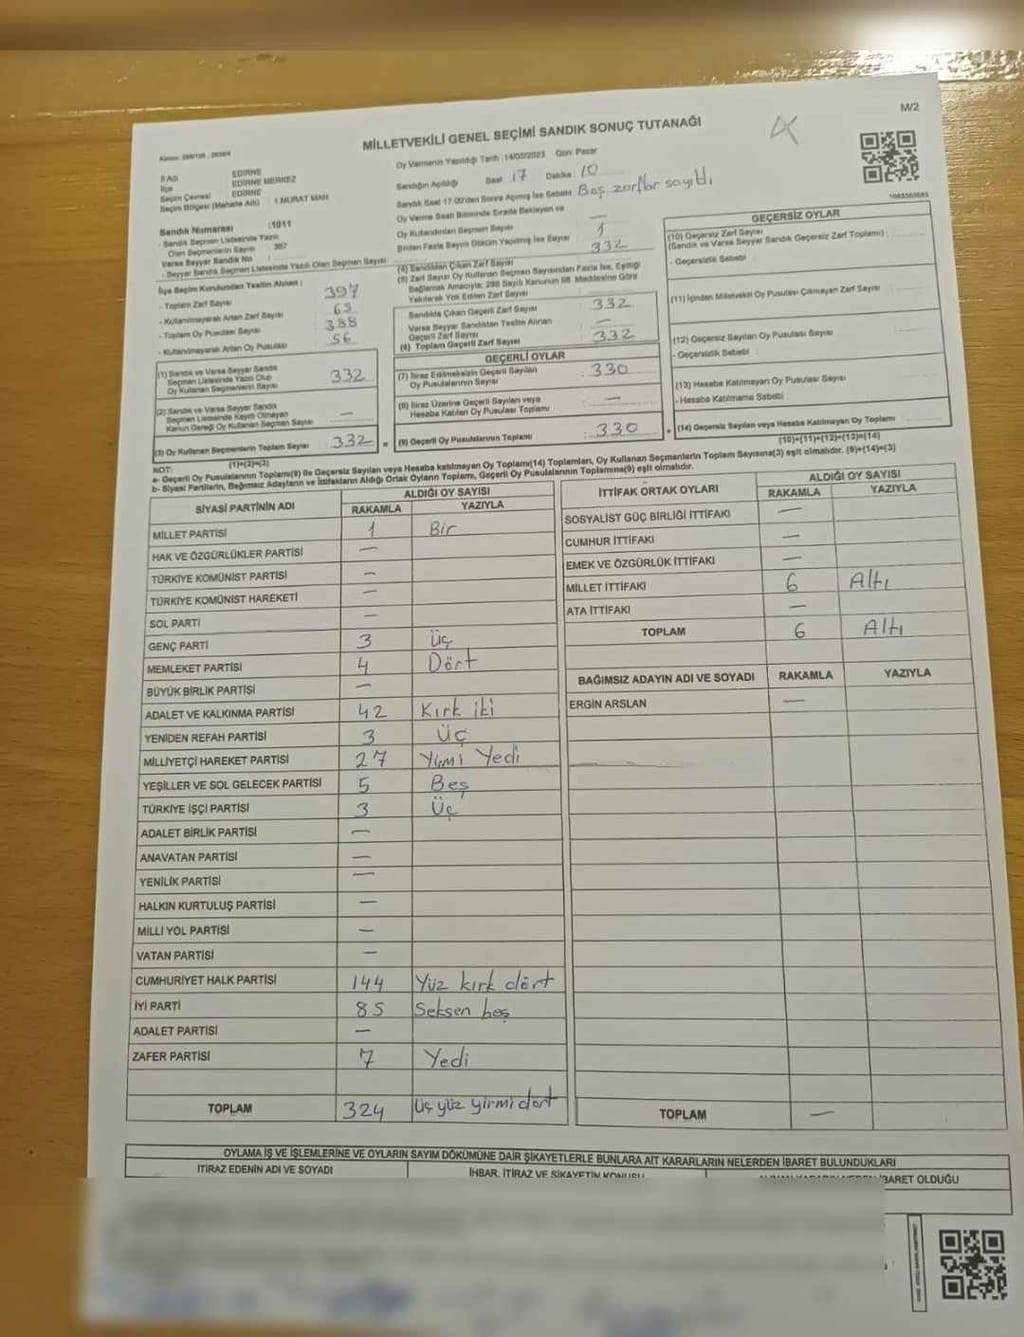 M/2
MİLLETVEKİLİ GENEL SEÇİMİ SANDIK SONUÇ TUTANAĞI
Oy Vermenin Yapıldığı Tarih : 14/05/2023 Gün: Pazar
İl Adı EDİRNE
İlçe EDİRNE MERKEZ
Seçim Çevresi EDİRNE
Seçim Bölgesi (Mahalle Adı) : 1.MURAT MAH
Sandığın Açıldığı Saat : 17 Dakika : 10
Sandık Saat 17.00'den Sonra Açılmış İse Sebebi : Boş zarflar sayıldı
Oy Verme Saati Bitiminde Sırada Bekleyen ve
Oy Kullandırılan Seçmen Sayısı —
Birden Fazla Sayım Döküm Yapılmış İse Sayısı : 1
Sandık Numarası :1011
- Sandık Seçmen Listesinde Yazılı
Olan Seçmenlerin Sayısı : 397
Varsa Seyyar Sandık No
- Seyyar Sandık Seçmen Listesinde Yazılı Olan Seçmen Sayısı
İlçe Seçim Kurulundan Teslim Alınan :
- Toplam Zarf Sayısı 397
- Kullanılmayarak Artan Zarf Sayısı 65
- Toplam Oy Pusulası Sayısı 388
- Kullanılmayarak Artan Oy Pusulası 56
(1) Sandık ve Varsa Seyyar Sandık
Seçmen Listesinde Yazılı Olup
Oy Kullanan Seçmenlerin Sayısı 332
(2) Sandık ve Varsa Seyyar Sandık
Seçmen Listesinde Kaydı Olmayan
Kanun Gereği Oy Kullanan Seçmen Sayısı —
(3) Oy Kullanan Seçmenlerin Toplam Sayısı 332
(1)+(2)=(3)
(4) Sandıktan Çıkan Zarf Sayısı 332
(5) Zarf Sayısı Oy Kullanan Seçmen Sayısından Fazla İse, Eşitliği
Sağlamak Amacıyla; 298 Sayılı Kanunun 98. Maddesine Göre
Yakılarak Yok Edilen Zarf Sayısı
Sandıkta Çıkan Geçerli Zarf Sayısı 332
Varsa Seyyar Sandıktan Teslim Alınan
Geçerli Zarf Sayısı —
(6) Toplam Geçerli Zarf Sayısı : 332
GEÇERLİ OYLAR
(7) İtiraz Edilmeksizin Geçerli Sayılan
Oy Pusulalarının Sayısı : 330
(8) İtiraz Üzerine Geçerli Sayılan veya
Hesaba Katılan Oy Pusulası Toplamı : —
= (9) Geçerli Oy Pusulalarının Toplamı : 330
GEÇERSİZ OYLAR
(10) Geçersiz Zarf Sayısı
(Sandık ve Varsa Seyyar Sandık Geçersiz Zarf Toplamı) :
- Geçersizlik Sebebi :
(11) İçinden Milletvekili Oy Pusulası Çıkmayan Zarf Sayısı :
(12) Geçersiz Sayılan Oy Pusulası Sayısı :
- Geçersizlik Sebebi :
(13) Hesaba Katılmayan Oy Pusulası Sayısı
- Hesaba Katılmama Sebebi
+ (14) Geçersiz Sayılan veya Hesaba Katılmayan Oy Toplamı :
(10)+(11)+(12)+(13)=(14)
NOT:
a- Geçerli Oy Pusulalarının Toplamı(9) ile Geçersiz Sayılan veya Hesaba katılmayan Oy Toplamı(14) Toplamları, Oy Kullanan Seçmenlerin Toplam Sayısına(3) eşit olmalıdır. (9)+(14)=(3)
b- Siyasi Partilerin, Bağımsız Adayların ve İttifakların Aldığı Ortak Oyların Toplamı, Geçerli Oy Pusulalarının Toplamına(9) eşit olmalıdır.
SİYASİ PARTİNİN ADI ALDIĞI OY SAYISI
RAKAMLA YAZIYLA
MİLLET PARTİSİ 1 Bir
HAK VE ÖZGÜRLÜKLER PARTİSİ —
TÜRKİYE KOMÜNİST PARTİSİ —
TÜRKİYE KOMÜNİST HAREKETİ —
SOL PARTİ —
GENÇ PARTİ 3 Üç
MEMLEKET PARTİSİ 4 Dört
BÜYÜK BİRLİK PARTİSİ —
ADALET VE KALKINMA PARTİSİ 42 Kırk iki
YENİDEN REFAH PARTİSİ 3 Üç
MİLLİYETÇİ HAREKET PARTİSİ 27 Yirmi Yedi
YEŞİLLER VE SOL GELECEK PARTİSİ 5 Beş
TÜRKİYE İŞÇİ PARTİSİ 3 Üç
ADALET BİRLİK PARTİSİ —
ANAVATAN PARTİSİ —
YENİLİK PARTİSİ —
HALKIN KURTULUŞ PARTİSİ —
MİLLİ YOL PARTİSİ —
VATAN PARTİSİ —
CUMHURİYET HALK PARTİSİ 144 Yüz kırk dört
İYİ PARTİ 85 Seksen beş
ADALET PARTİSİ —
ZAFER PARTİSİ 7 Yedi
TOPLAM 324 Üç yüz yirmi dört
İTTİFAK ORTAK OYLARI ALDIĞI OY SAYISI
RAKAMLA YAZIYLA
SOSYALİST GÜÇ BİRLİĞİ İTTİFAKI —
CUMHUR İTTİFAKI —
EMEK VE ÖZGÜRLÜK İTTİFAKI —
MİLLET İTTİFAKI 6 Altı
ATA İTTİFAKI —
TOPLAM 6 Altı
BAĞIMSIZ ADAYIN ADI VE SOYADI RAKAMLA YAZIYLA
ERGİN ARSLAN —
TOPLAM —
OYLAMA İŞ VE İŞLEMLERİNE VE OYLARIN SAYIM DÖKÜMÜNE DAİR ŞİKAYETLERLE BUNLARA AİT KARARLARIN NELERDEN İBARET BULUNDUKLARI
İTİRAZ EDENİN ADI VE SOYADI İHBAR, İTİRAZ VE ŞİKAYETİN KONUSU İBARET OLDUĞU